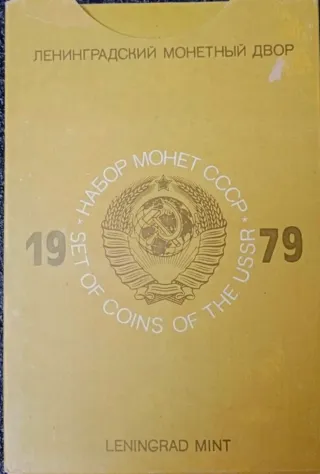 ЛЕНИНГРАДСКИЙ МОНЕТНЫЙ ДВОР
* НАБОР МОНЕТ СССР *
19 79
SET OF COINS OF THE USSR
LENINGRAD MINT